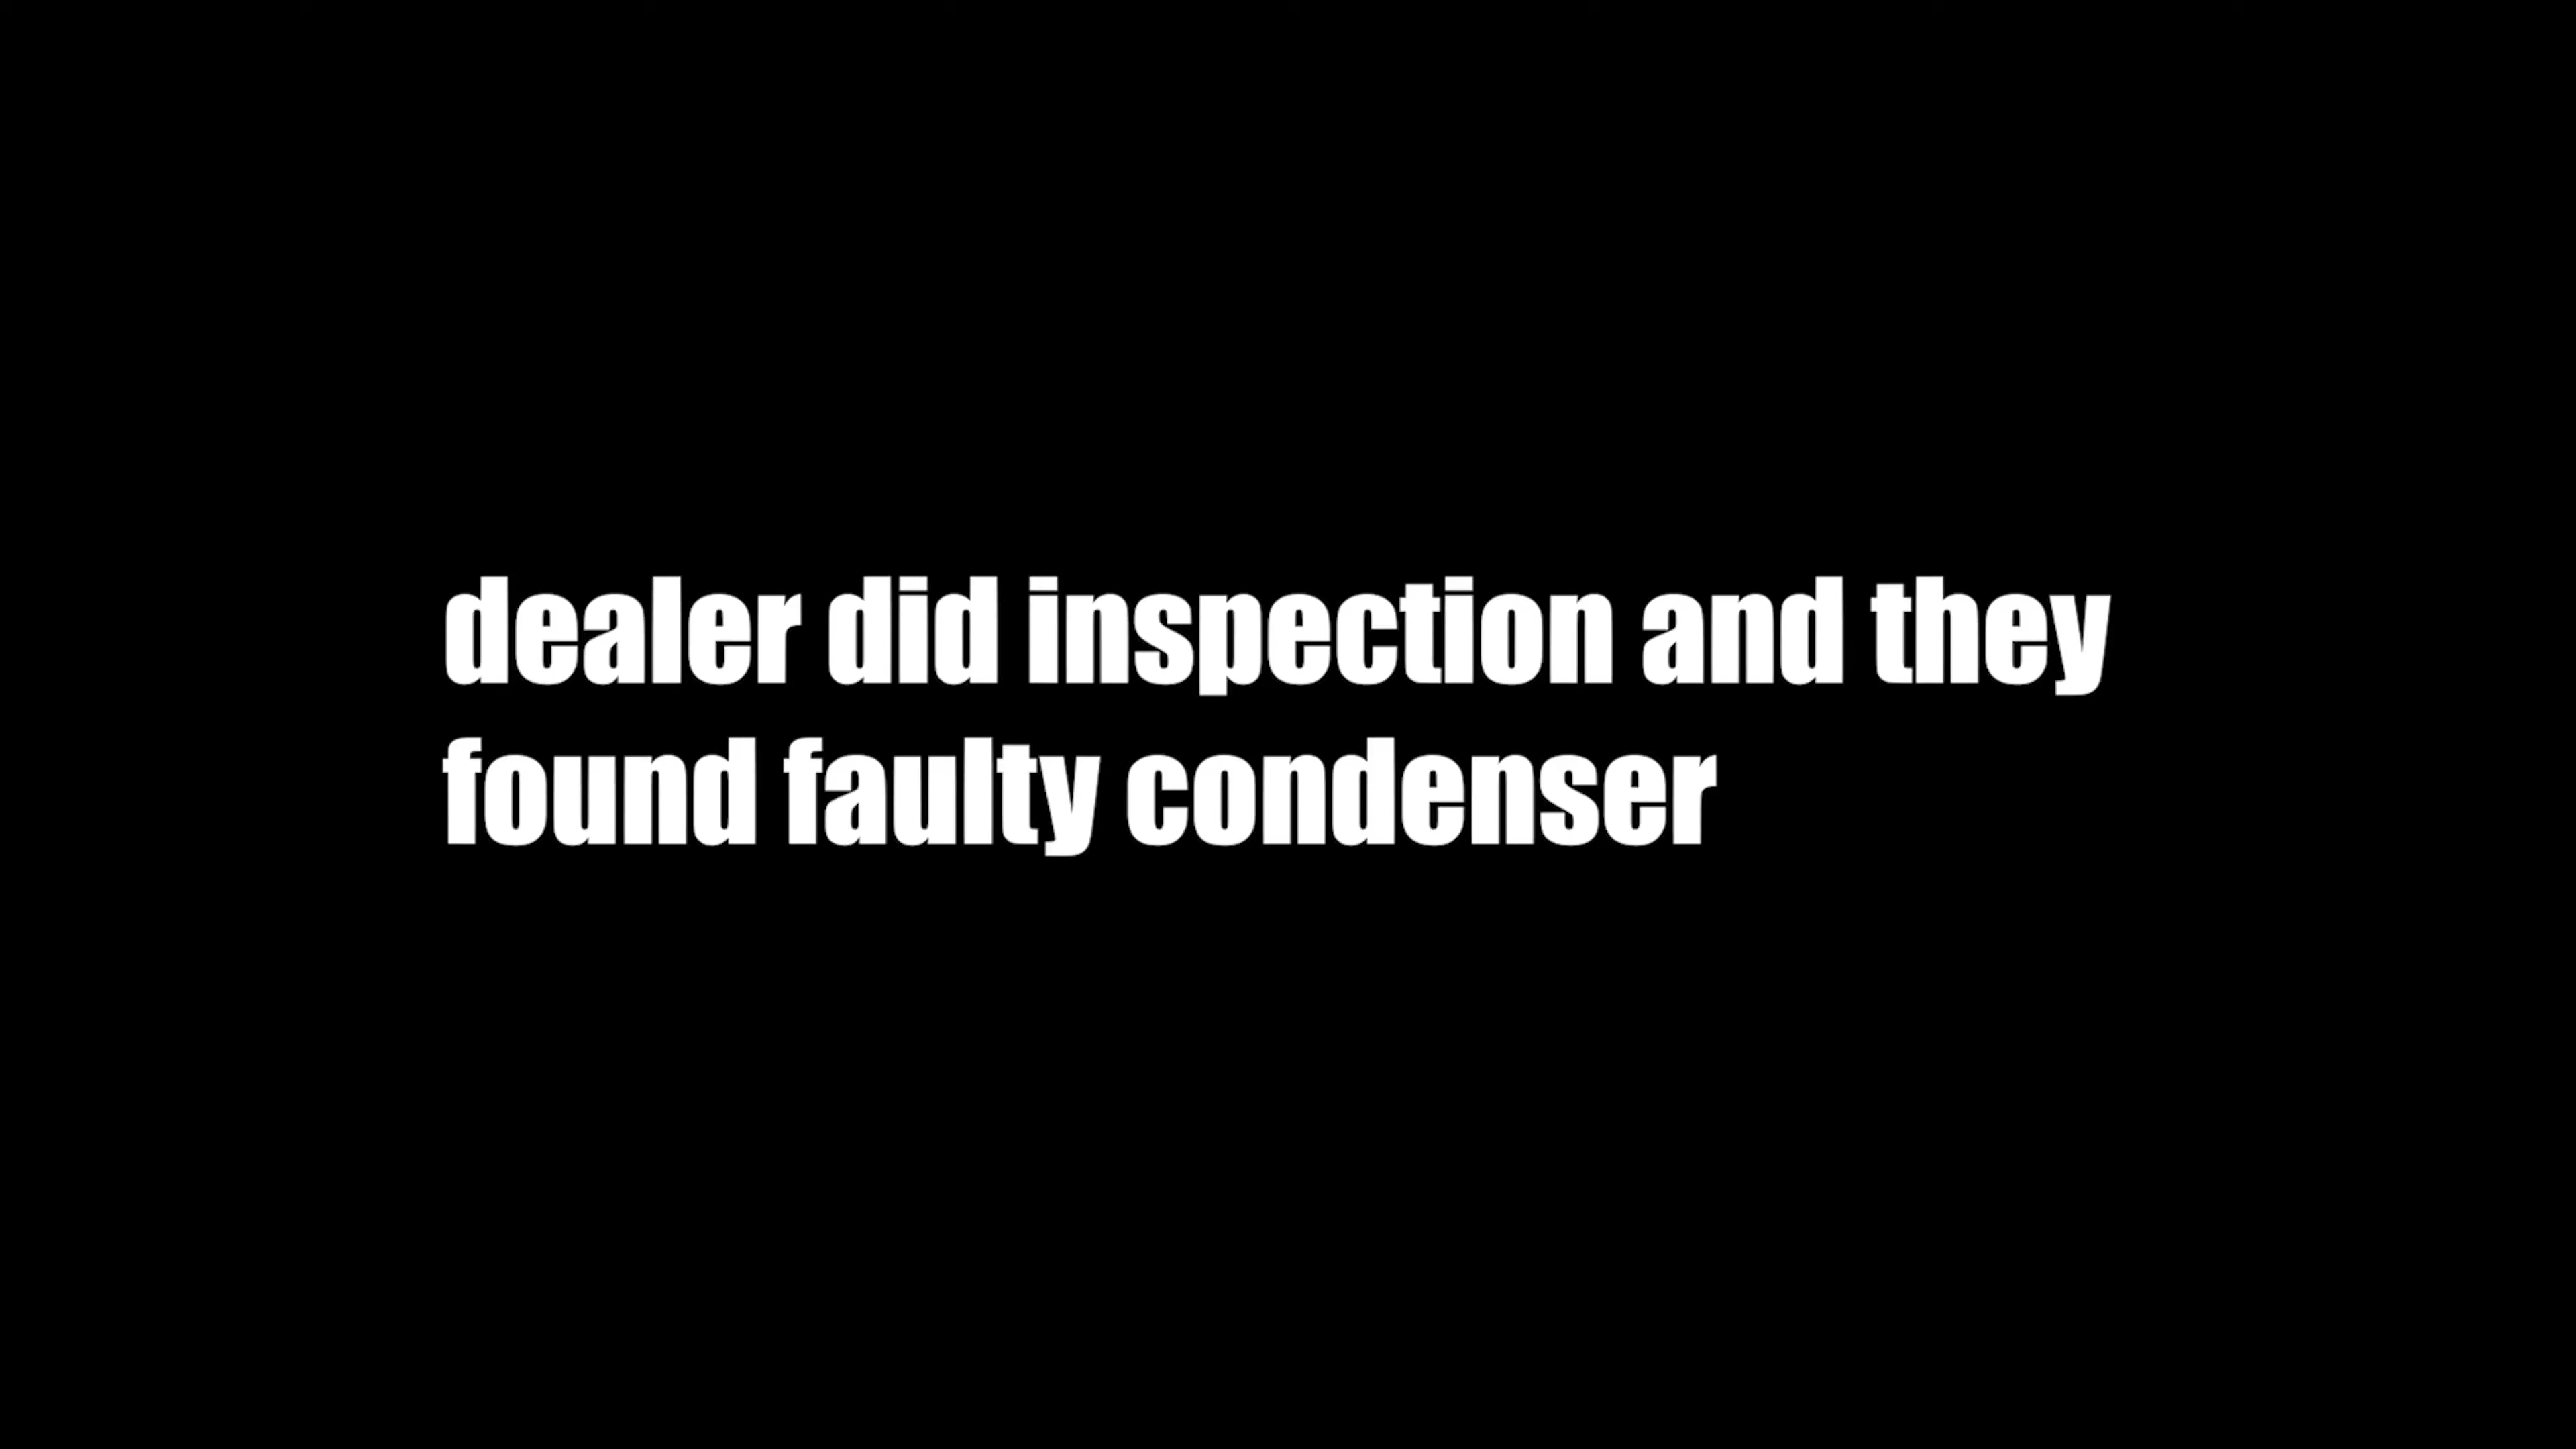 dealer did inspection and they
found faulty condenser